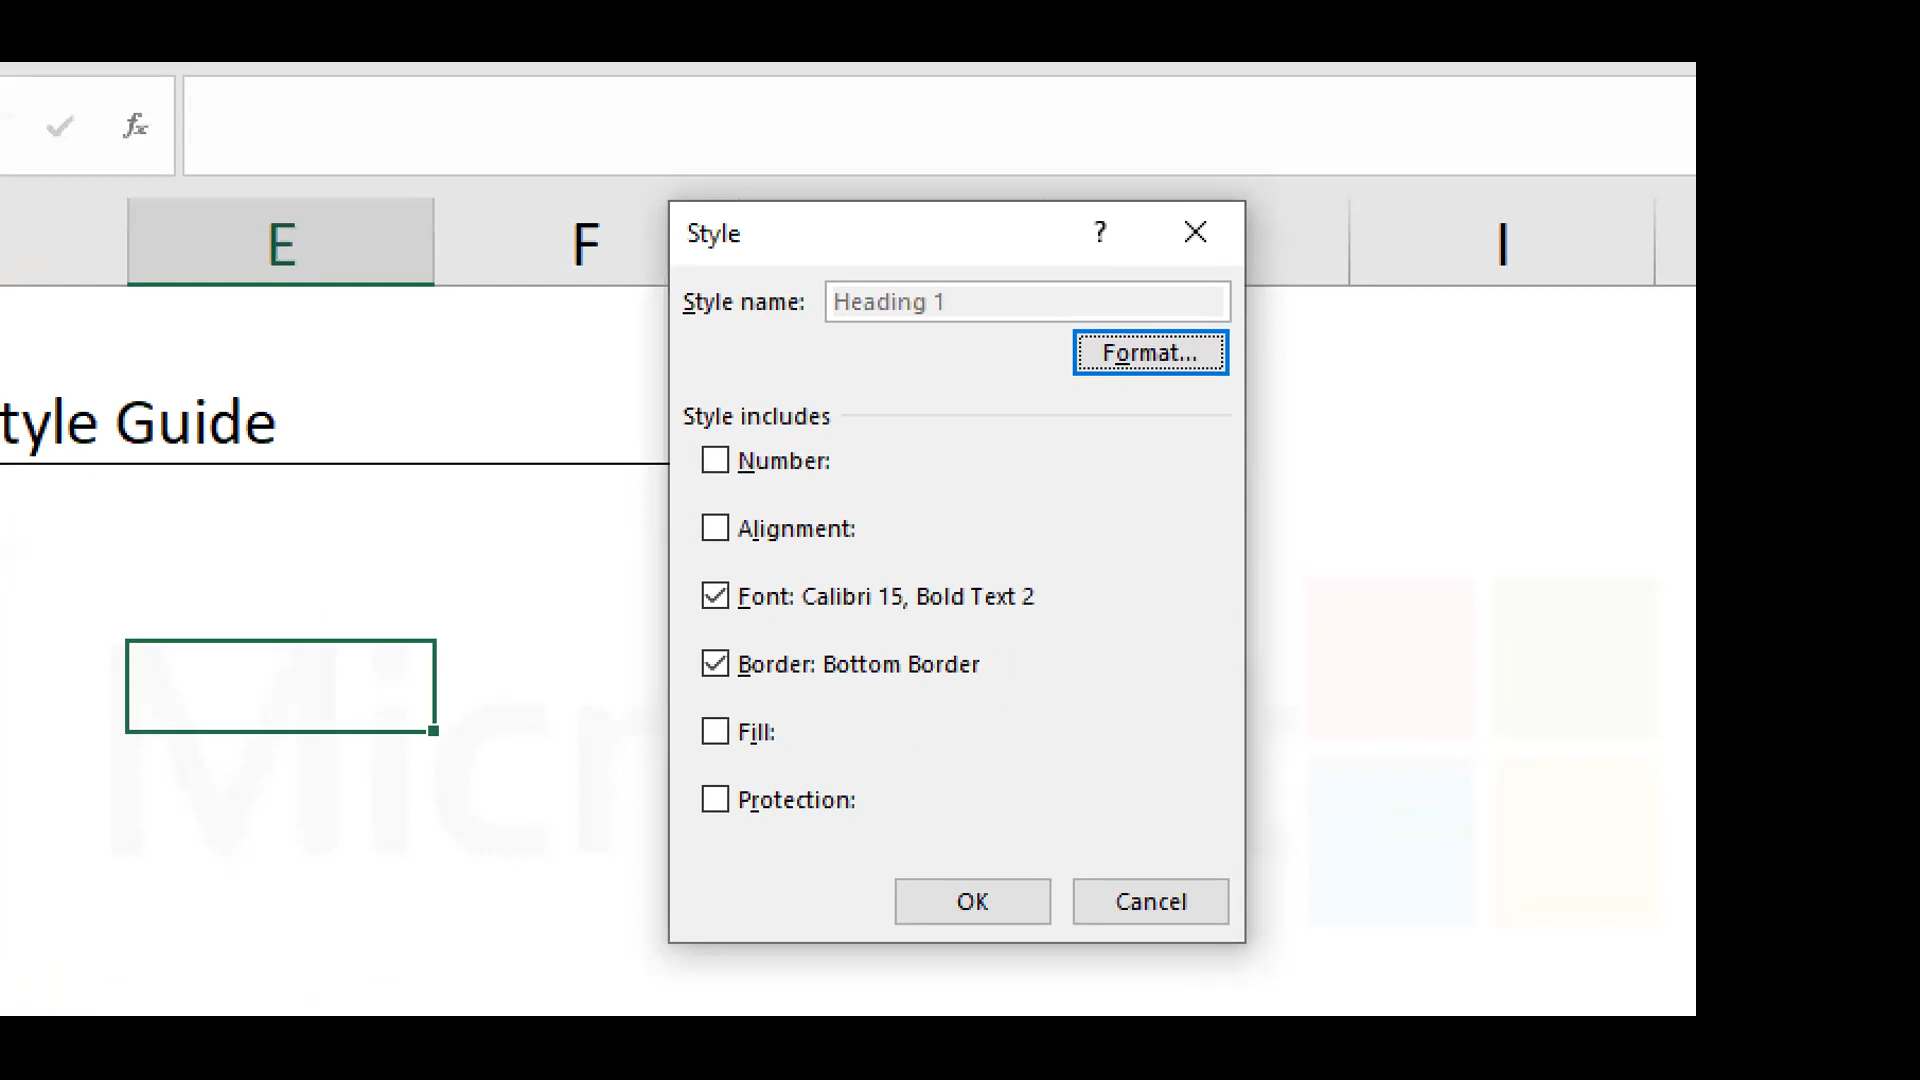 fx
E F I
Style ? X
Style name: Heading 1
Format...
tyle Guide
Style includes
Number:
Alignment:
Font: Calibri 15, Bold Text 2
Border: Bottom Border
Fill:
Protection:
Micr
OK Cancel